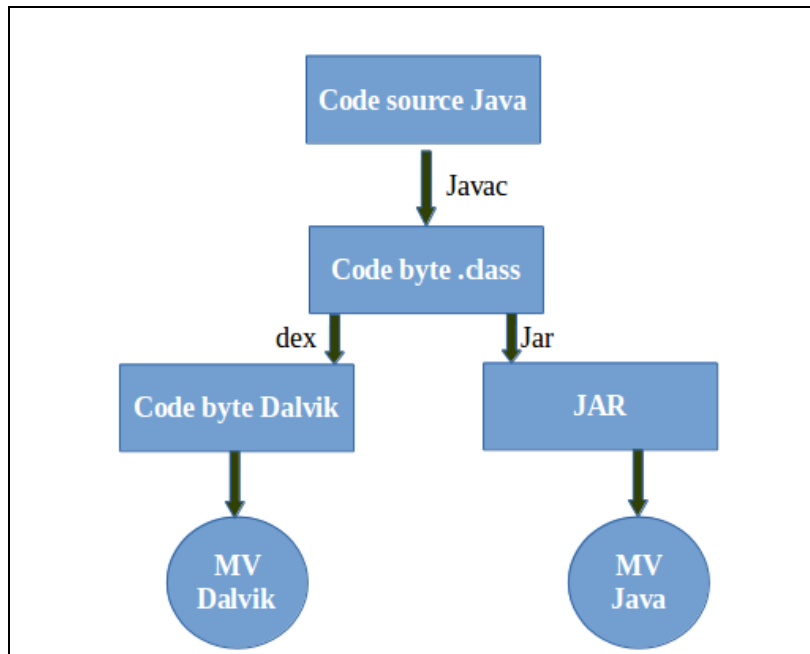 Code source Java
Javac
Code byte .class
dex
Jar
Code byte Dalvik
JAR
MV
Dalvik
MV
Java